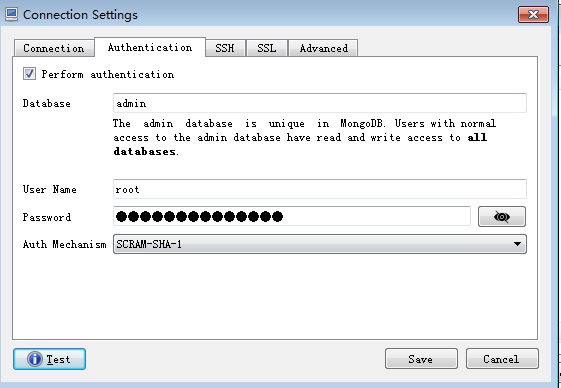 Connection Settings
Connection Authentication SSH SSL Advanced
Perform authentication
Database admin
The admin database is unique in MongoDB. Users with normal
access to the admin database have read and write access to all
databases.
User Name root
Password ●●●●●●●●●●●●●●
Auth Mechanism SCRAM-SHA-1
Test Save Cancel